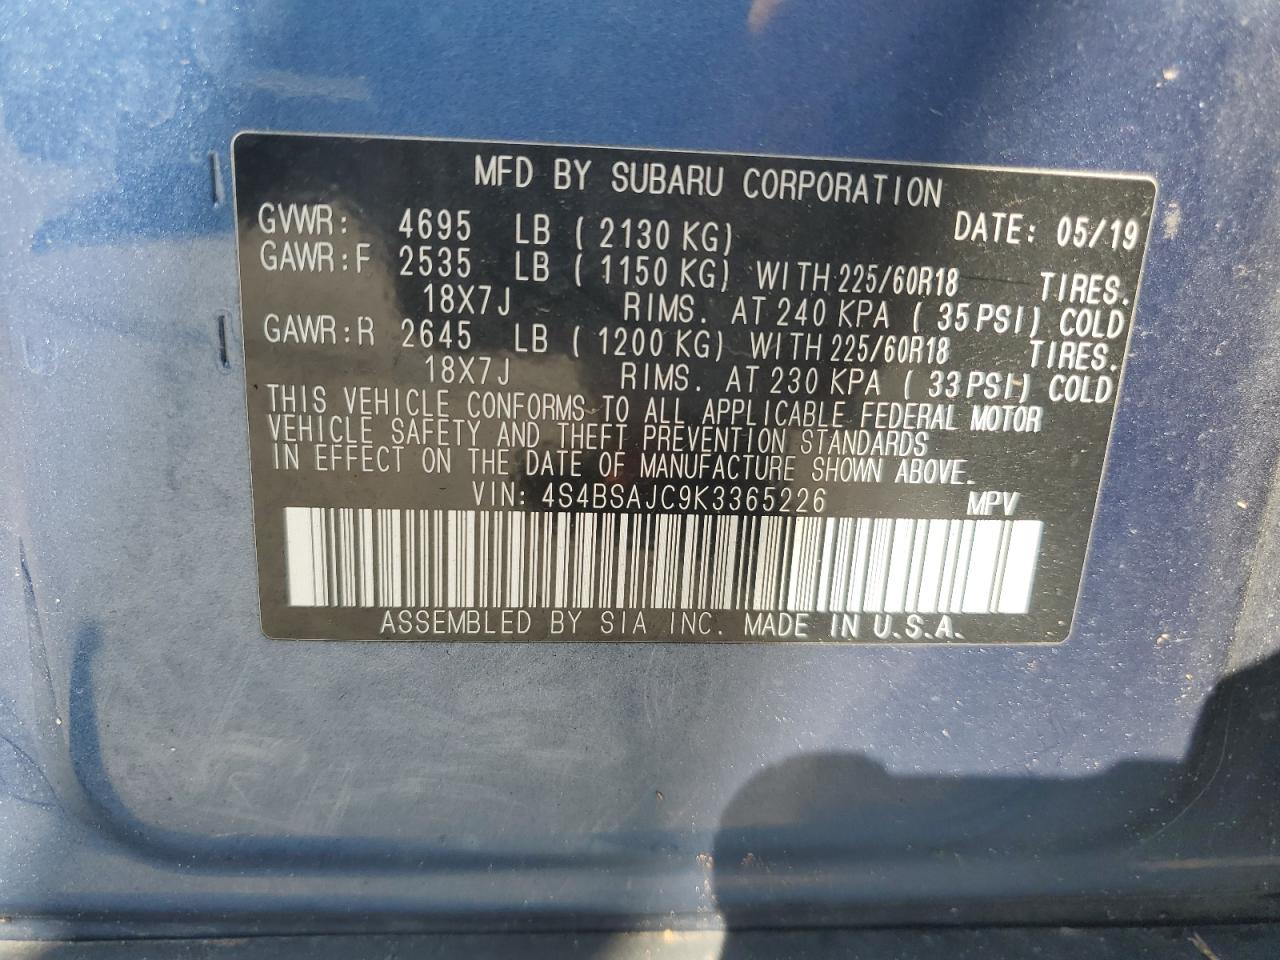 MFD BY SUBARU CORPORATION
GVWR: 4695 LB ( 2130 KG) DATE: 05/19
GAWR:F 2535 LB ( 1150 KG) WITH 225/60R18 TIRES.
18X7J RIMS. AT 240 KPA ( 35 PSI) COLD
GAWR:R 2645 LB ( 1200 KG) WITH 225/60R18 TIRES.
18X7J RIMS. AT 230 KPA ( 33 PSI) COLD
THIS VEHICLE CONFORMS TO ALL APPLICABLE FEDERAL MOTOR
VEHICLE SAFETY AND THEFT PREVENTION STANDARDS
IN EFFECT ON THE DATE OF MANUFACTURE SHOWN ABOVE.
VIN: 4S4BSAJC9K3365226 MPV
ASSEMBLED BY SIA INC. MADE IN U.S.A.